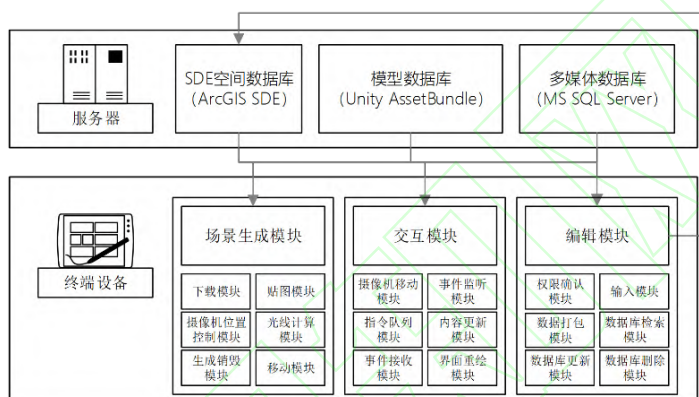 SDE空间数据库
(ArcGIS SDE)
模型数据库
(Unity AssetBundle)
多媒体数据库
(MS SQL Server)
服务器
场景生成模块
交互模块
编辑模块
终端设备
下载模块
贴图模块
摄像机位置
控制模块
光线计算
模块
生成销毁
模块
移动模块
摄像机移动
模块
事件监听
模块
指令队列
模块
内容更新
模块
事件接收
模块
界面重绘
模块
权限确认
模块
输入模块
数据打包
模块
数据库检索
模块
数据库更新
模块
数据库删除
模块